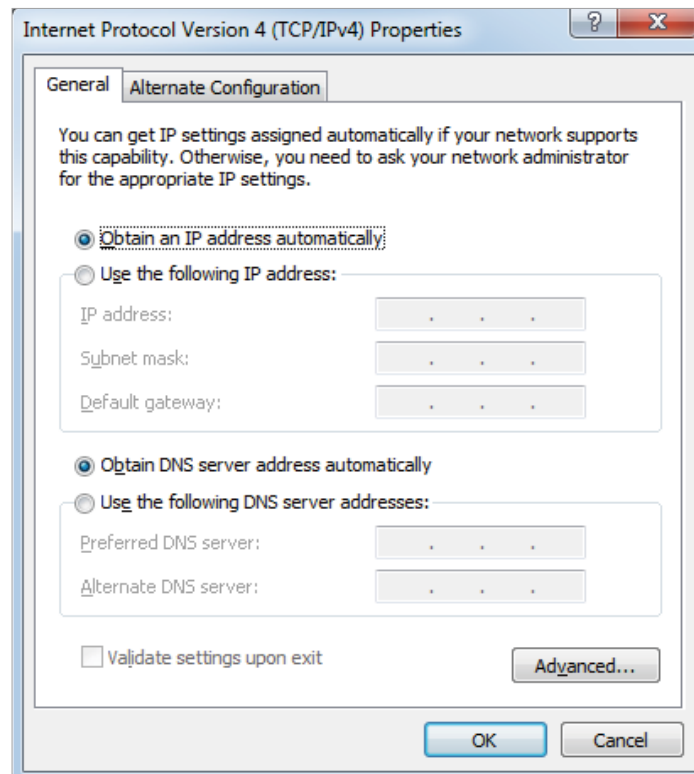 Internet Protocol Version 4 (TCP/IPv4) Properties
? X
General Alternate Configuration
You can get IP settings assigned automatically if your network supports
this capability. Otherwise, you need to ask your network administrator
for the appropriate IP settings.
Obtain an IP address automatically
Use the following IP address:
IP address: . . .
Subnet mask: . . .
Default gateway: . . .
Obtain DNS server address automatically
Use the following DNS server addresses:
Preferred DNS server: . . .
Alternate DNS server: . . .
Validate settings upon exit
Advanced...
OK Cancel